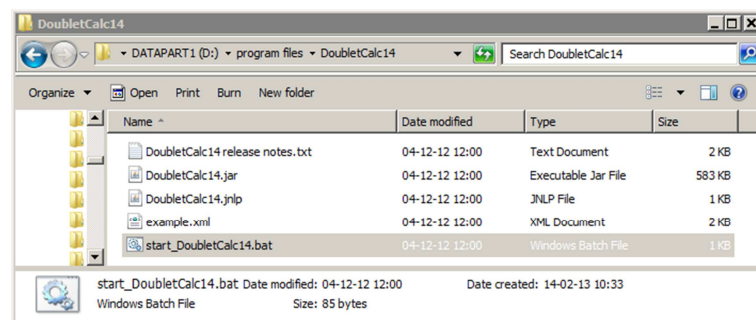 DoubletCalc14
DATAPART1 (D:) program files DoubletCalc14 Search DoubletCalc14
Organize Open Print Burn New folder
Name Date modified Type Size
DoubletCalc14 release notes.txt 04-12-12 12:00 Text Document 2 KB
DoubletCalc14.jar 04-12-12 12:00 Executable Jar File 583 KB
DoubletCalc14.jnlp 04-12-12 12:00 JNLP File 1 KB
example.xml 04-12-12 12:00 XML Document 2 KB
start_DoubletCalc14.bat 04-12-12 12:00 Windows Batch File 1 KB
start_DoubletCalc14.bat Date modified: 04-12-12 12:00 Date created: 14-02-13 10:33
Windows Batch File Size: 85 bytes